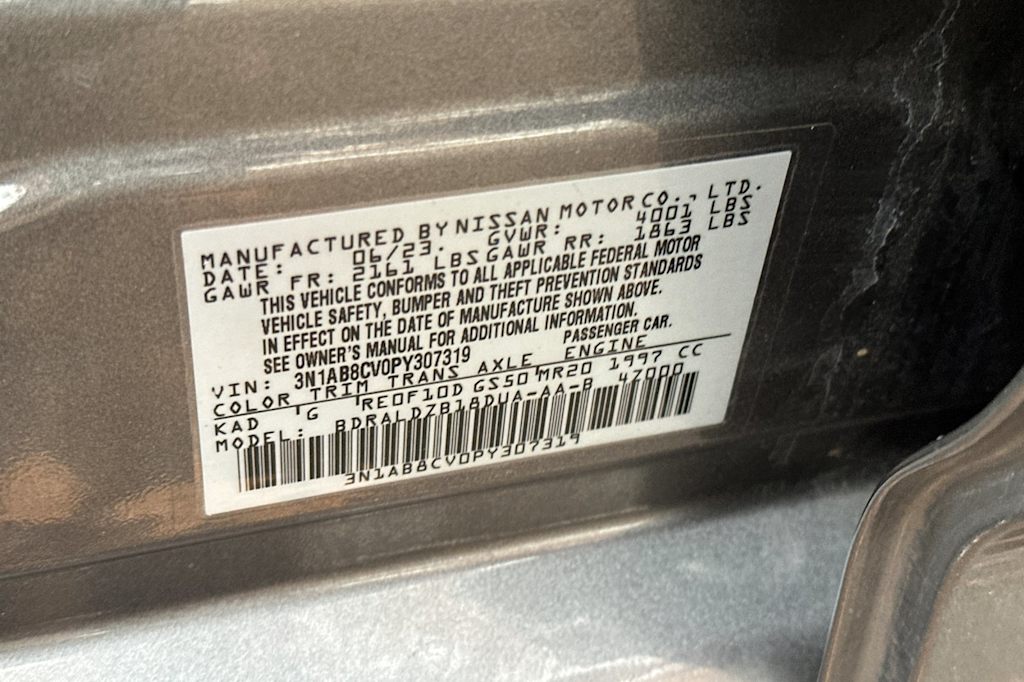 MANUFACTURED BY NISSAN MOTOR CO., LTD.
DATE: 06/23. GVWR: 4001 LBS
GAWR FR: 2161 LBS GAWR RR: 1863 LBS
THIS VEHICLE CONFORMS TO ALL APPLICABLE FEDERAL MOTOR
VEHICLE SAFETY, BUMPER AND THEFT PREVENTION STANDARDS
IN EFFECT ON THE DATE OF MANUFACTURE SHOWN ABOVE.
SEE OWNER'S MANUAL FOR ADDITIONAL INFORMATION.
VIN: 3N1AB8CV0PY307319 PASSENGER CAR.
COLOR TRIM TRANS AXLE ENGINE
KAD G RE0F10D GS50 MR20 1997 CC
MODEL: BDRALDZB18DUA-AA-B 47000
3N1AB8CV0PY307319